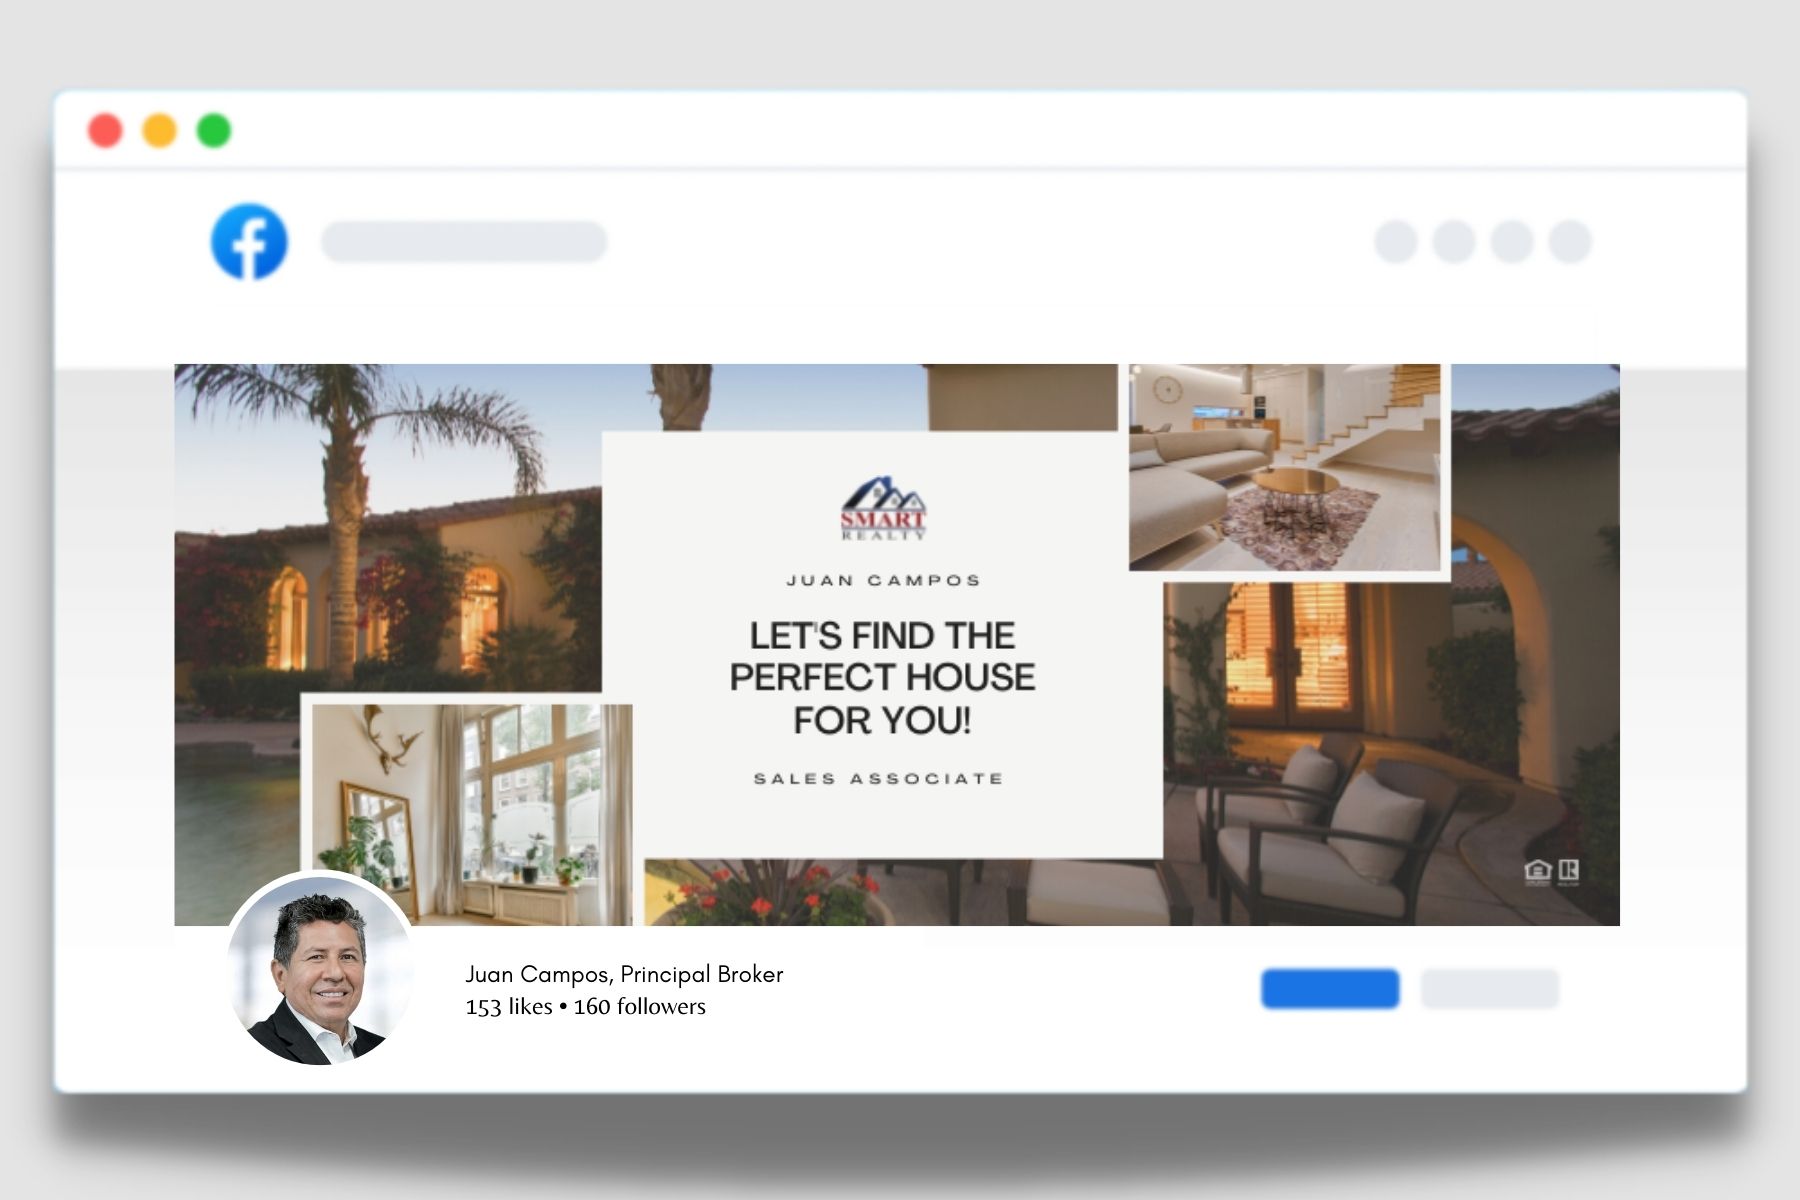 SMART
REALTY
JUAN CAMPOS
LET'S FIND THE
PERFECT HOUSE
FOR YOU!
SALES ASSOCIATE
Juan Campos, Principal Broker
153 likes • 160 followers